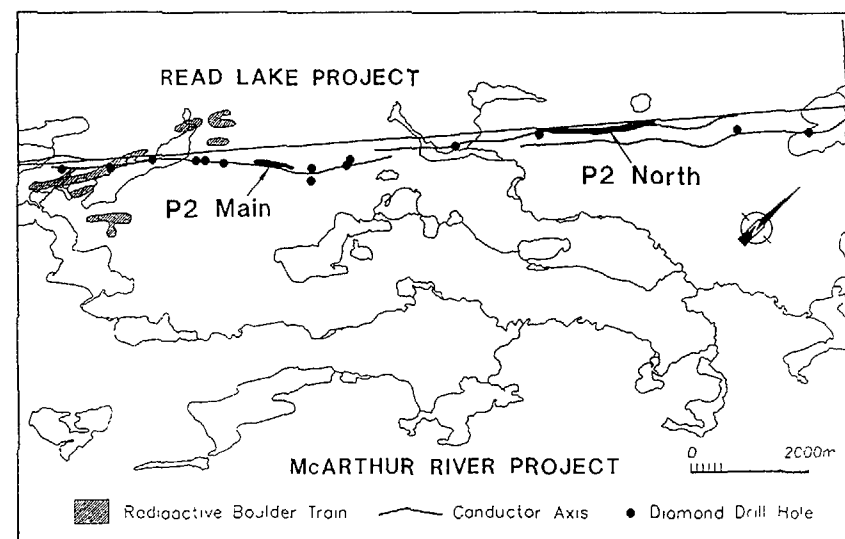 READ LAKE PROJECT
P2 Main
P2 North
McARTHUR RIVER PROJECT
0 2000m
Radioactive Boulder Train
Conductor Axis
Diamond Drill Hole